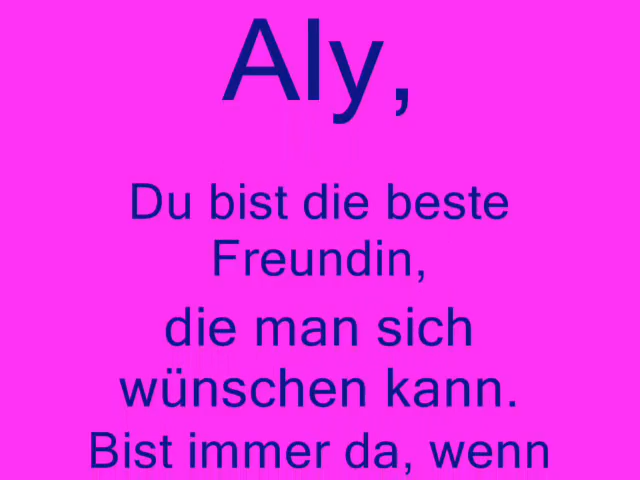 Aly,
Du bist die beste
Freundin,
die man sich
wünschen kann.
Bist immer da, wenn